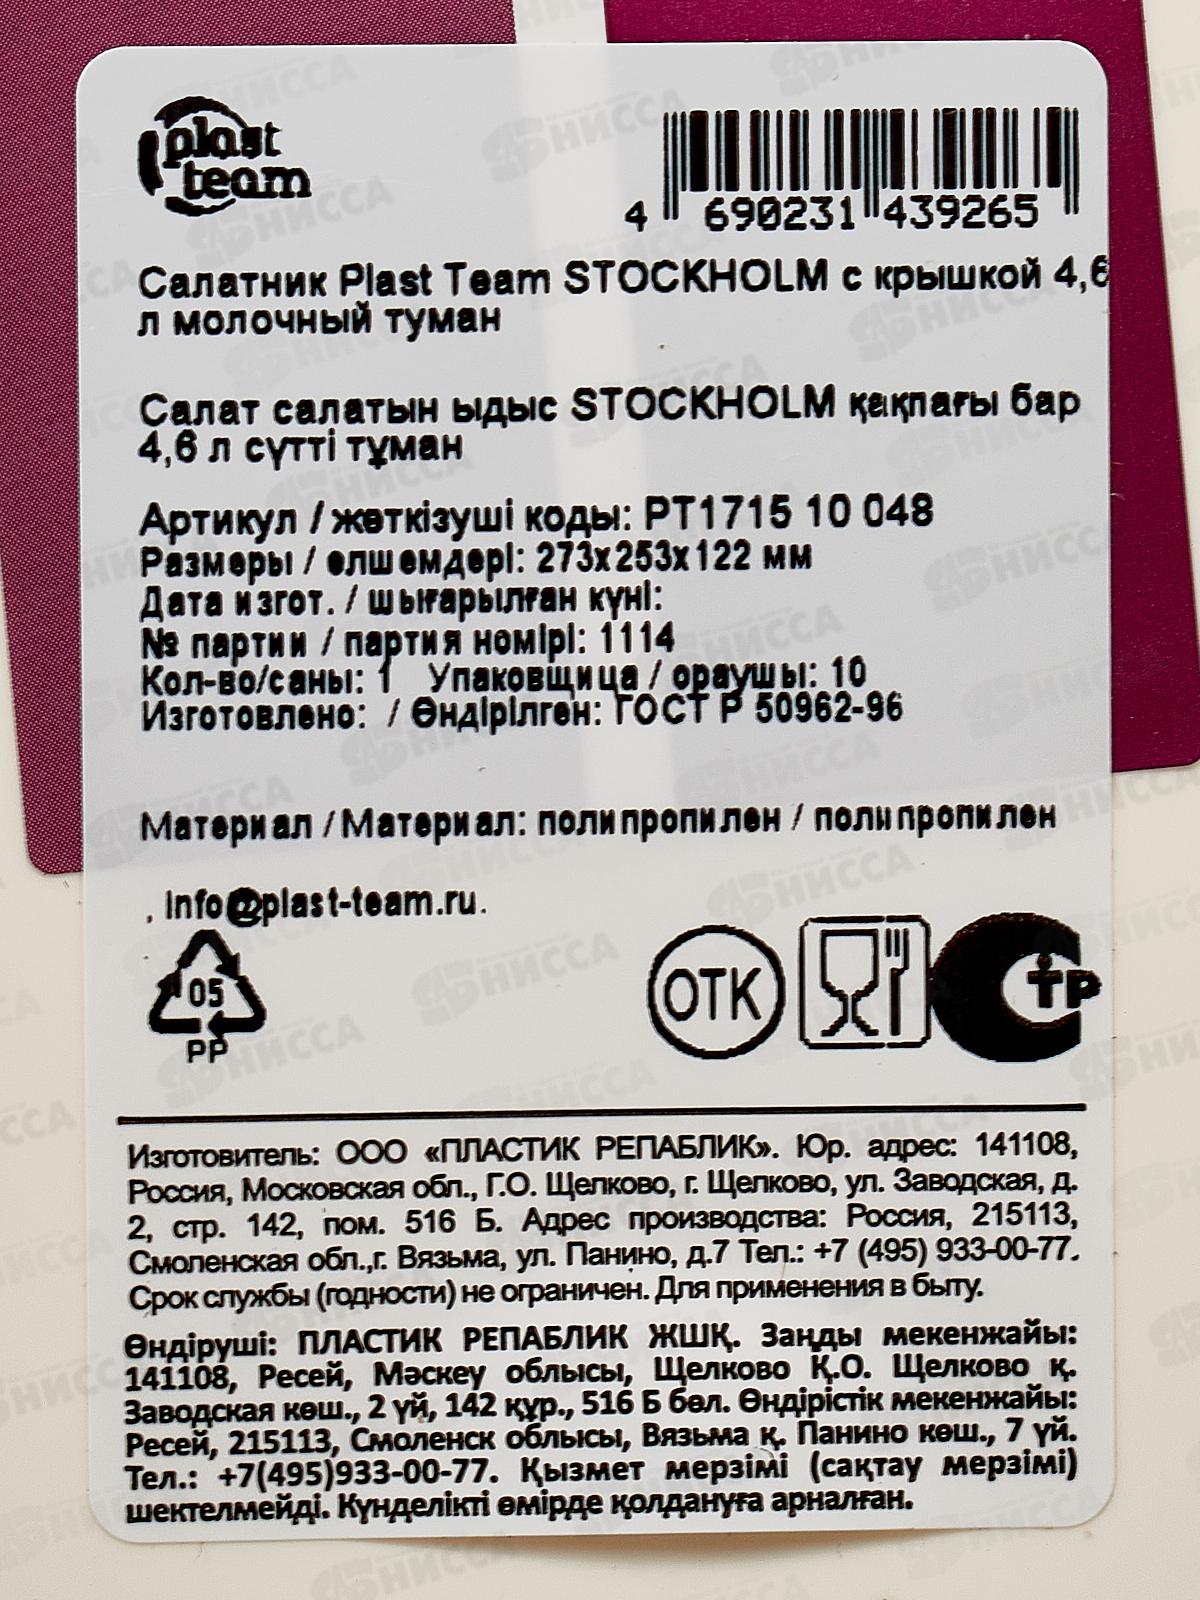 plast team
4 690231 439265
Салатник Plast Team STOCKHOLM с крышкой 4,6
л молочный туман
Салат салатын ыдыс STOCKHOLM қақпағы бар
4,6 л сүтті тұман
Артикул / жеткізуші коды: PT1715 10 048
Размеры / өлшемдері: 273x253x122 мм
Дата изгот. / шығарылған күні:
№ партии / партия нөмірі: 1114
Кол-во/саны: 1 Упаковщица / ораушы: 10
Изготовлено: / Өндірілген: ГОСТ Р 50962-96
Материал / Материал: полипропилен / полипропилен
, info@plast-team.ru.
05
PP
ОТК
СТР
Изготовитель: ООО «ПЛАСТИК РЕПАБЛИК». Юр. адрес: 141108,
Россия, Московская обл., Г.О. Щелково, г. Щелково, ул. Заводская, д.
2, стр. 142, пом. 516 Б. Адрес производства: Россия, 215113,
Смоленская обл.,г. Вязьма, ул. Панино, д.7 Тел.: +7 (495) 933-00-77.
Срок службы (годности) не ограничен. Для применения в быту.
Өндіруші: ПЛАСТИК РЕПАБЛИК ЖШҚ. Заңды мекенжайы:
141108, Ресей, Мәскеу облысы, Щелково Қ.О. Щелково қ.
Заводская көш., 2 үй, 142 құр., 516 Б бөл. Өндірістік мекенжайы:
Ресей, 215113, Смоленск облысы, Вязьма қ. Панино көш., 7 үй.
Тел.: +7(495)933-00-77. Қызмет мерзімі (сақтау мерзімі)
шектелмейді. Күнделікті өмірде қолдануға арналған.